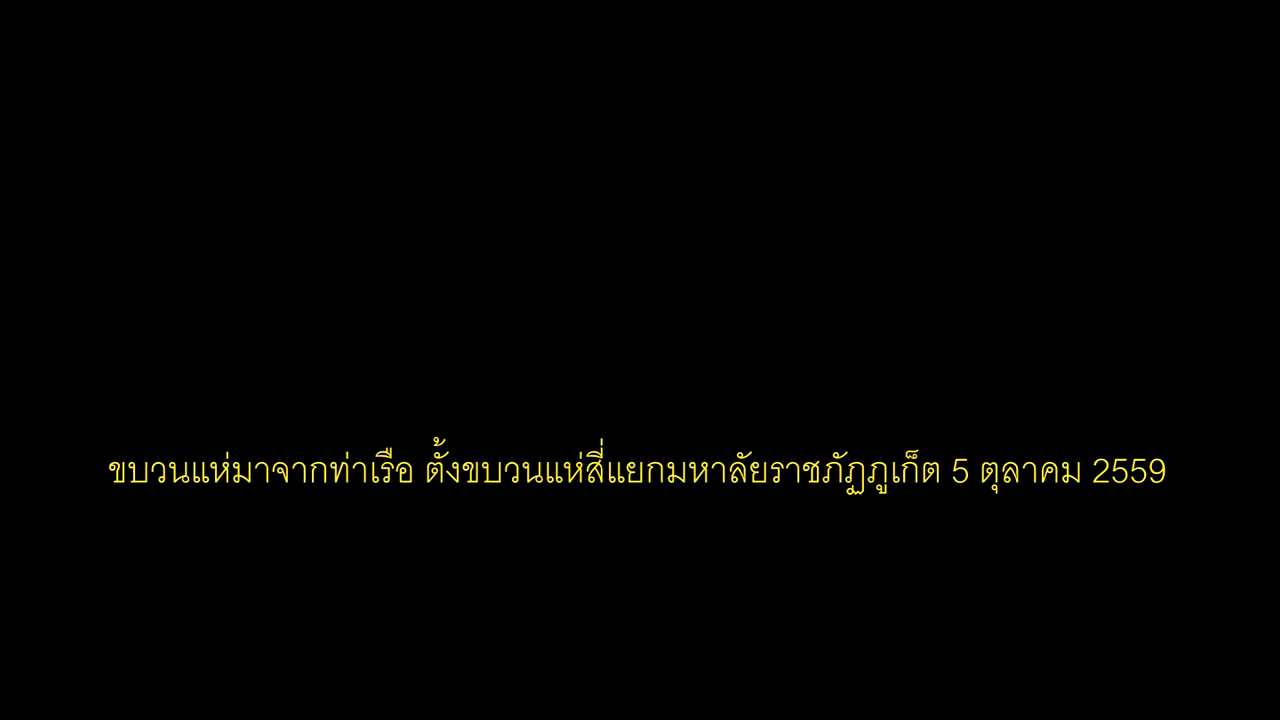 ขบวนแห่มาจากท่าเรือ ตั้งขบวนแห่สี่แยกมหาลัยราชภัฏภูเก็ต 5 ตุลาคม 2559